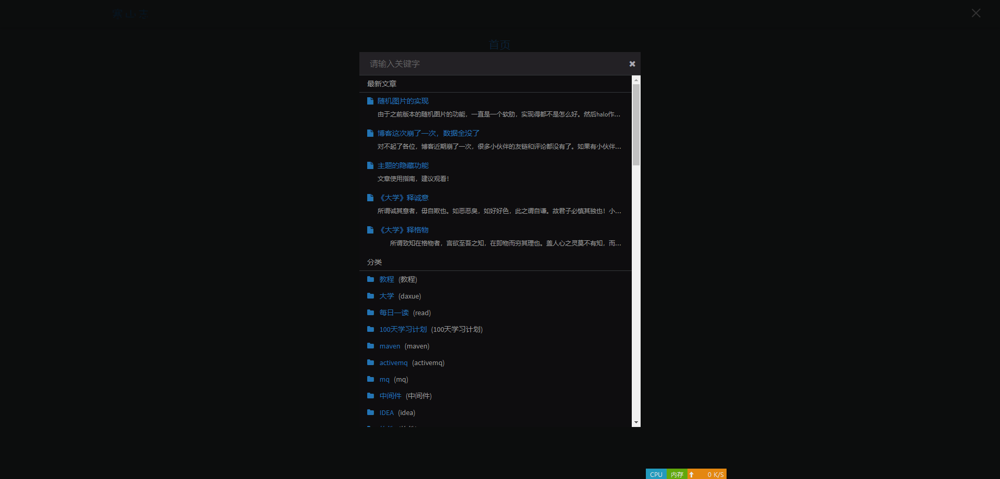 首页
请输入关键字
最新文章
随机图片的实现
由于之前版本的随机图片的功能，一直是一个软肋，实现得都不是怎么好。然后halo作...
博客这次崩了一次，数据全没了
对不起了各位，博客近期崩了一次，很多小伙伴的友链和评论都没有了。如果有小伙伴...
主题的隐藏功能
文章使用指南，建议观看！
《大学》释诚意
所谓诚其意者，毋自欺也。如恶恶臭，如好好色，此之谓自谦。故君子必慎其独也！小...
《大学》释格物
所谓致知在格物者，言欲至吾之知，在即物而穷其理也。盖人心之灵莫不有知，而...
分类
教程 (教程)
大学 (daxue)
每日一读 (read)
100天学习计划 (100天学习计划)
maven (maven)
activemq (activemq)
mq (mq)
中间件 (中间件)
IDEA (idea)
CPU 内存 0 K/S